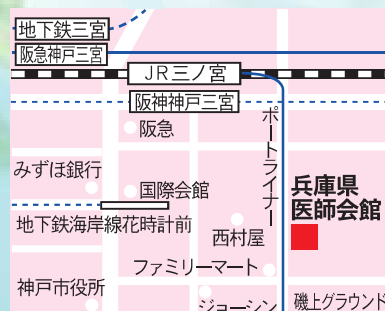 地下鉄三宮
阪急神戸三宮
JR三ノ宮
阪神神戸三宮
阪急
ポートライナー
みずほ銀行
国際会館
兵庫県
医師会館
地下鉄海岸線花時計前
西村屋
ファミリーマート
神戸市役所
ジョーシン
磯上グラウンド